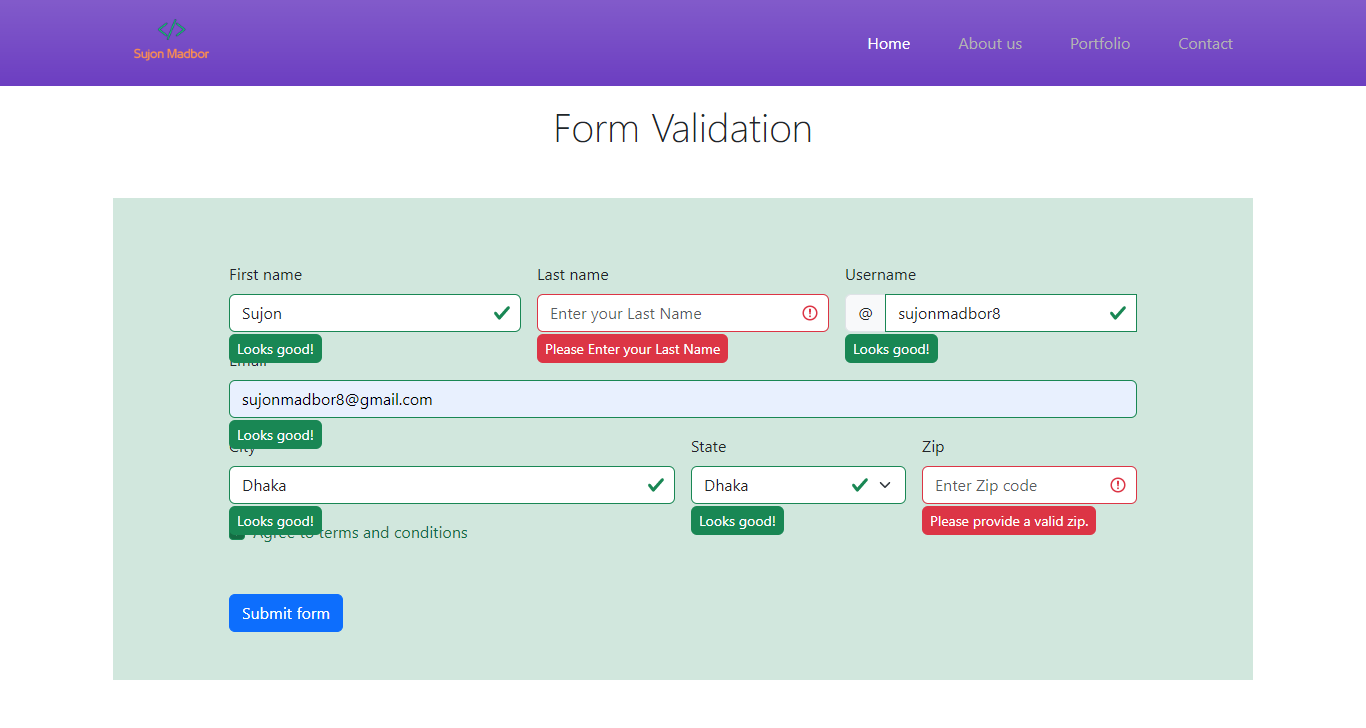 </>
Sujon Madbor
Home About us Portfolio Contact
Form Validation
First name Last name Username
Sujon Enter your Last Name @ sujonmadbor8
Looks good! Please Enter your Last Name Looks good!
Email
sujonmadbor8@gmail.com
Looks good!
City State Zip
Dhaka Dhaka Enter Zip code
Looks good! Looks good! Please provide a valid zip.
Agree to terms and conditions
Submit form